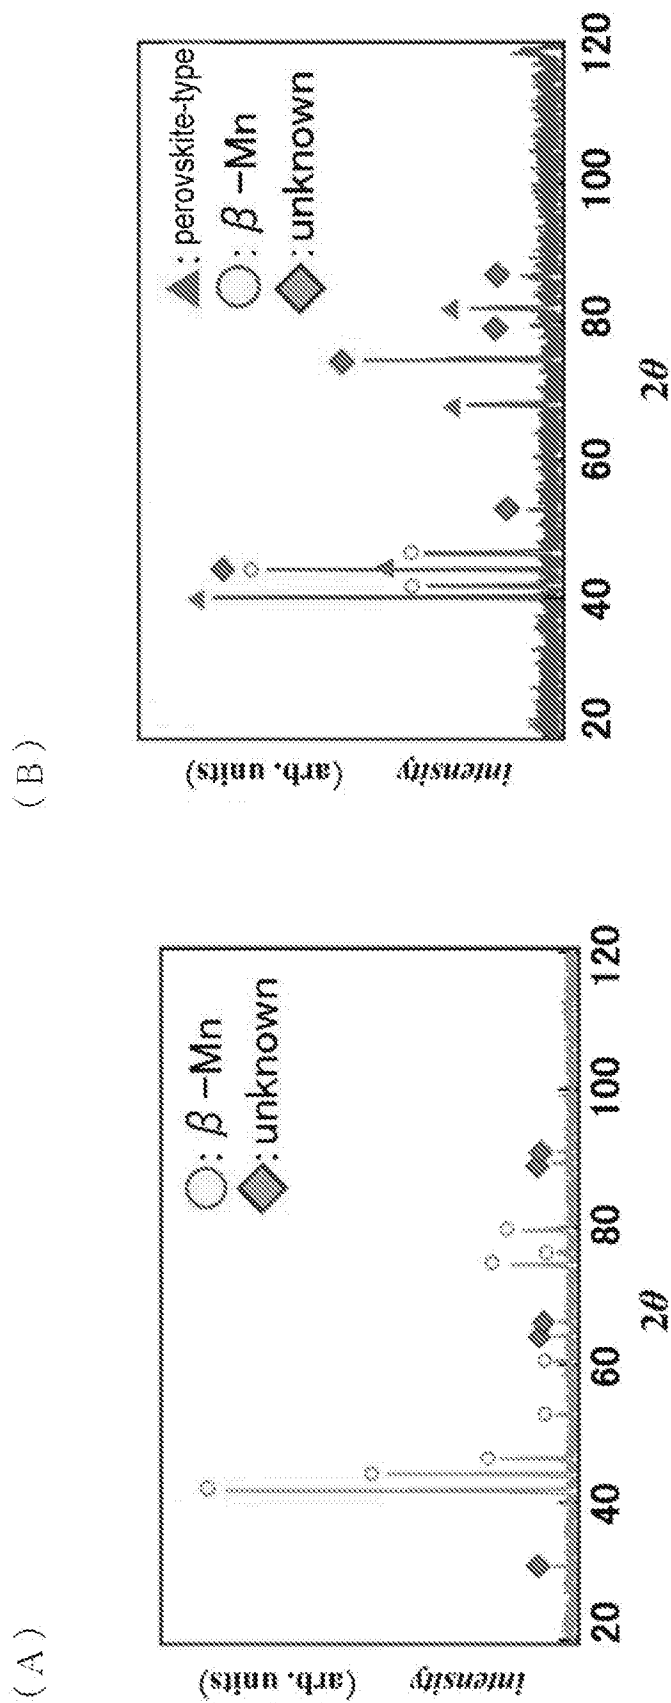 (A)
intensity (arb. units)
○: β-Mn
◆: unknown
20 40 60 80 100 120
2θ
(B)
intensity (arb. units)
▲: perovskite-type
○: β-Mn
◆: unknown
20 40 60 80 100 120
2θ